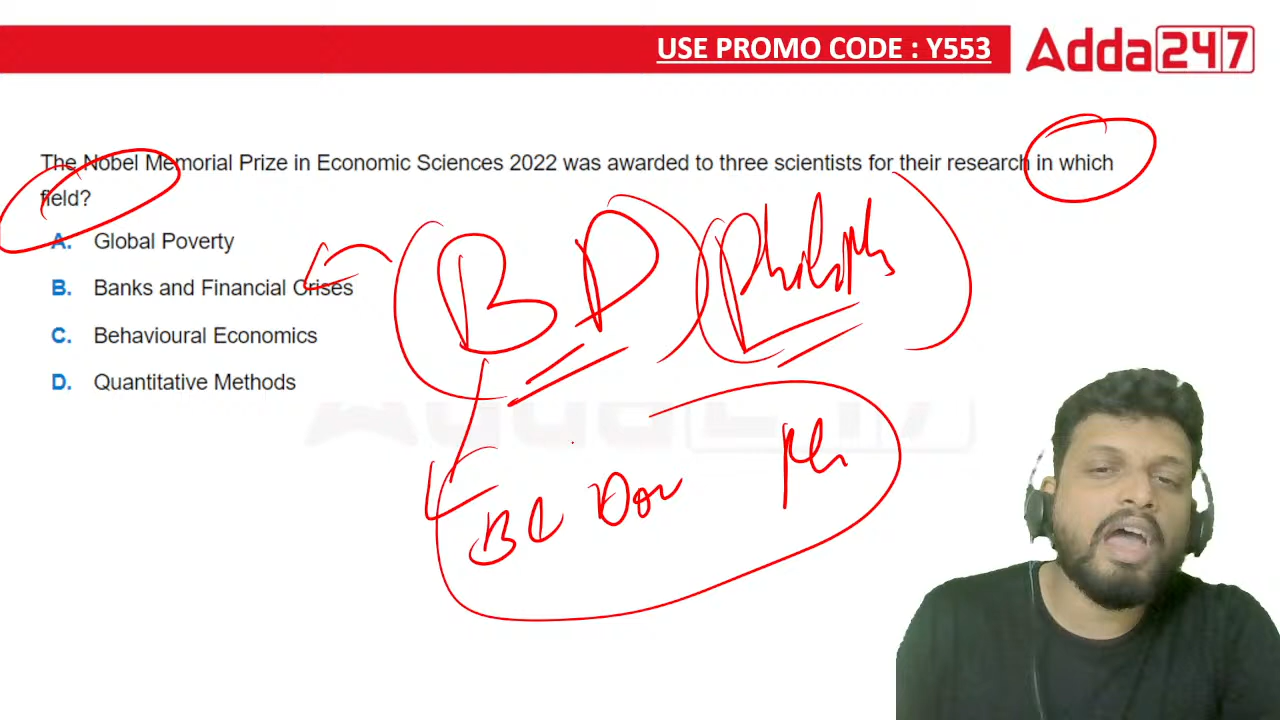 USE PROMO CODE : Y553
Adda247
The Nobel Memorial Prize in Economic Sciences 2022 was awarded to three scientists for their research in which
field?
A. Global Poverty
B. Banks and Financial Crises
C. Behavioural Economics
D. Quantitative Methods
B D
Adda247